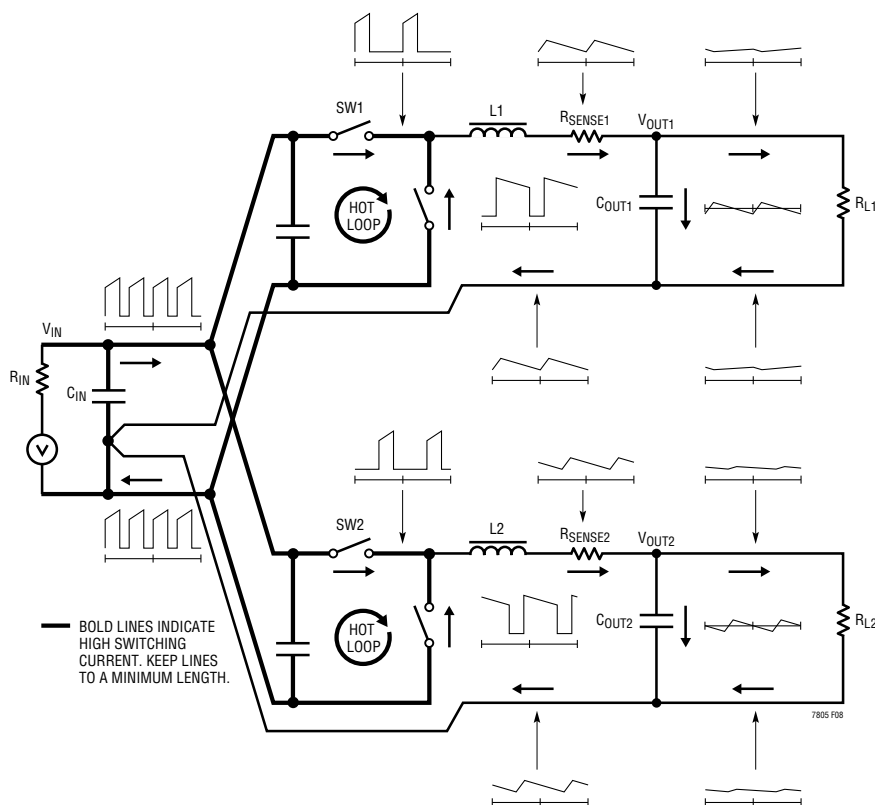 SW1
L1
RSENSE1
VOUT1
HOT
LOOP
COUT1
RL1
VIN
RIN
CIN
V
SW2
L2
RSENSE2
VOUT2
HOT
LOOP
COUT2
RL2
BOLD LINES INDICATE
HIGH SWITCHING
CURRENT. KEEP LINES
TO A MINIMUM LENGTH.
7805 F08